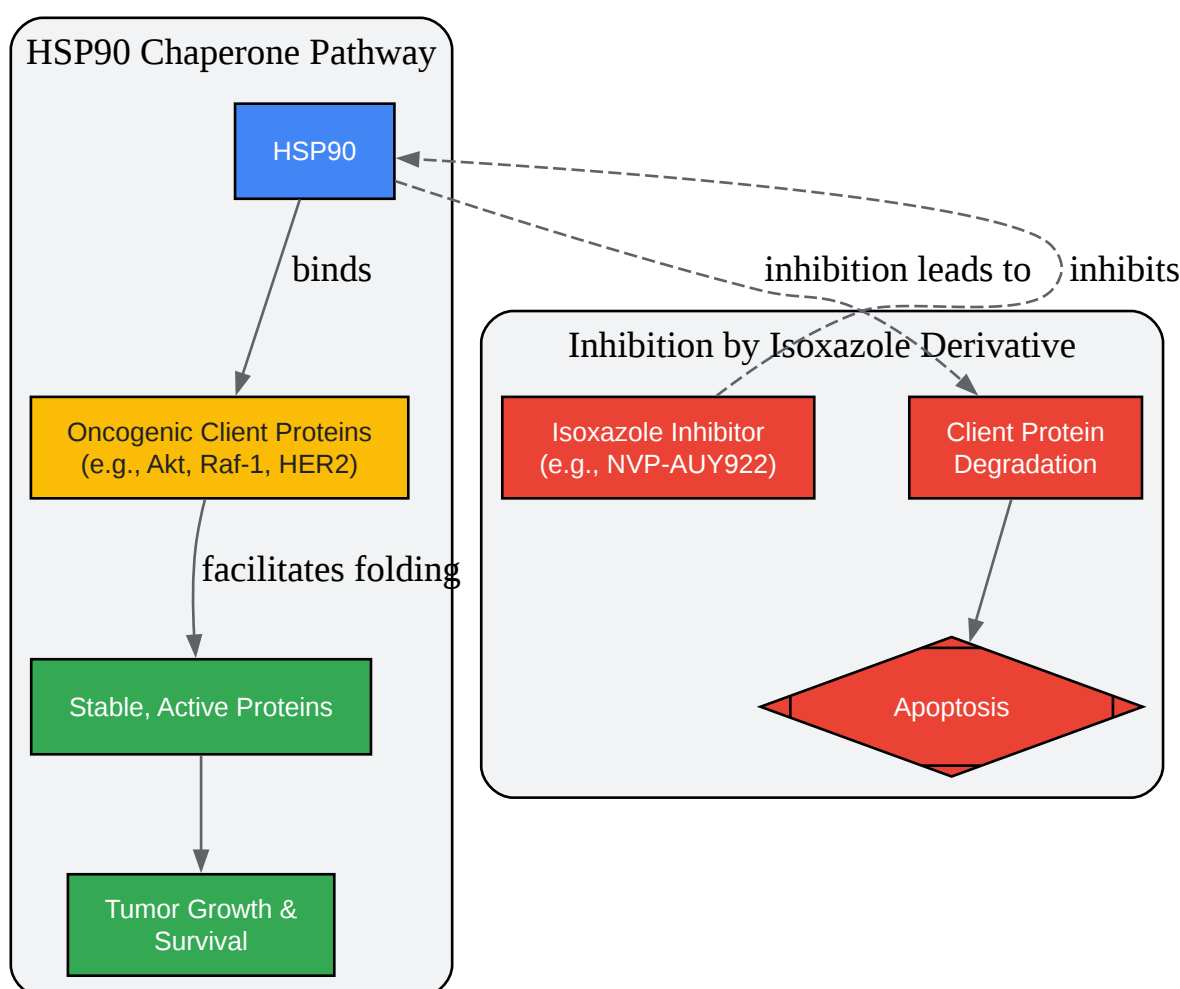 HSP90 Chaperone Pathway
HSP90
binds
inhibition leads to
inhibits
Inhibition by Isoxazole Derivative
Oncogenic Client Proteins
(e.g., Akt, Raf-1, HER2)
Isoxazole Inhibitor
(e.g., NVP-AUY922)
Client Protein
Degradation
facilitates folding
Stable, Active Proteins
Apoptosis
Tumor Growth &
Survival